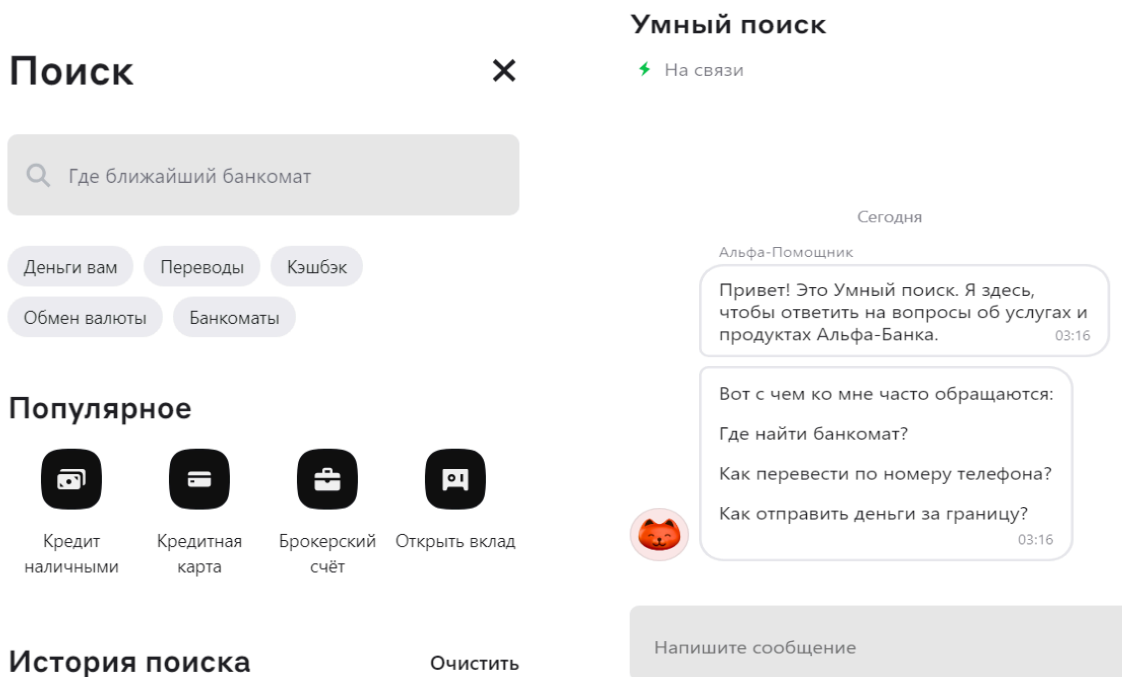 Поиск
Где ближайший банкомат
Деньги вам
Переводы
Кэшбэк
Обмен валюты
Банкоматы
Популярное
Кредит
наличными
Кредитная
карта
Брокерский
счёт
Открыть вклад
История поиска
Очистить
Умный поиск
На связи
Сегодня
Альфа-Помощник
Привет! Это Умный поиск. Я здесь,
чтобы ответить на вопросы об услугах и
продуктах Альфа-Банка.
03:16
Вот с чем ко мне часто обращаются:
Где найти банкомат?
Как перевести по номеру телефона?
Как отправить деньги за границу?
03:16
Напишите сообщение